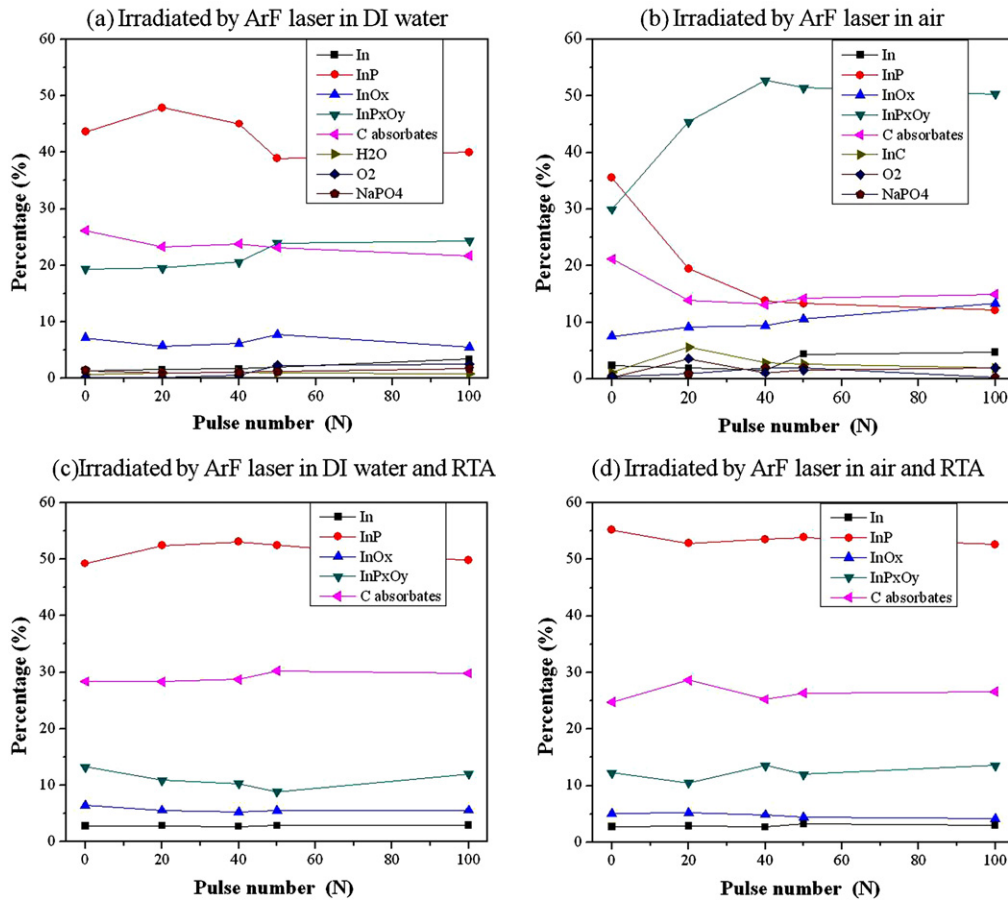 (a) Irradiated by ArF laser in DI water
60
50
40
30
20
10
0
Percentage (%)
In
InP
InOx
InPxOy
C absorbates
H2O
O2
NaPO4
0 20 40 60 80 100
Pulse number (N)
(b) Irradiated by ArF laser in air
60
50
40
30
20
10
0
Percentage (%)
In
InP
InOx
InPxOy
C absorbates
InC
O2
NaPO4
0 20 40 60 80 100
Pulse number (N)
(c)Irradiated by ArF laser in DI water and RTA
60
50
40
30
20
10
0
Percentage (%)
In
InP
InOx
InPxOy
C absorbates
0 20 40 60 80 100
Pulse number (N)
(d) Irradiated by ArF laser in air and RTA
60
50
40
30
20
10
0
Percentage (%)
In
InP
InOx
InPxOy
C absorbates
0 20 40 60 80 100
Pulse number (N)